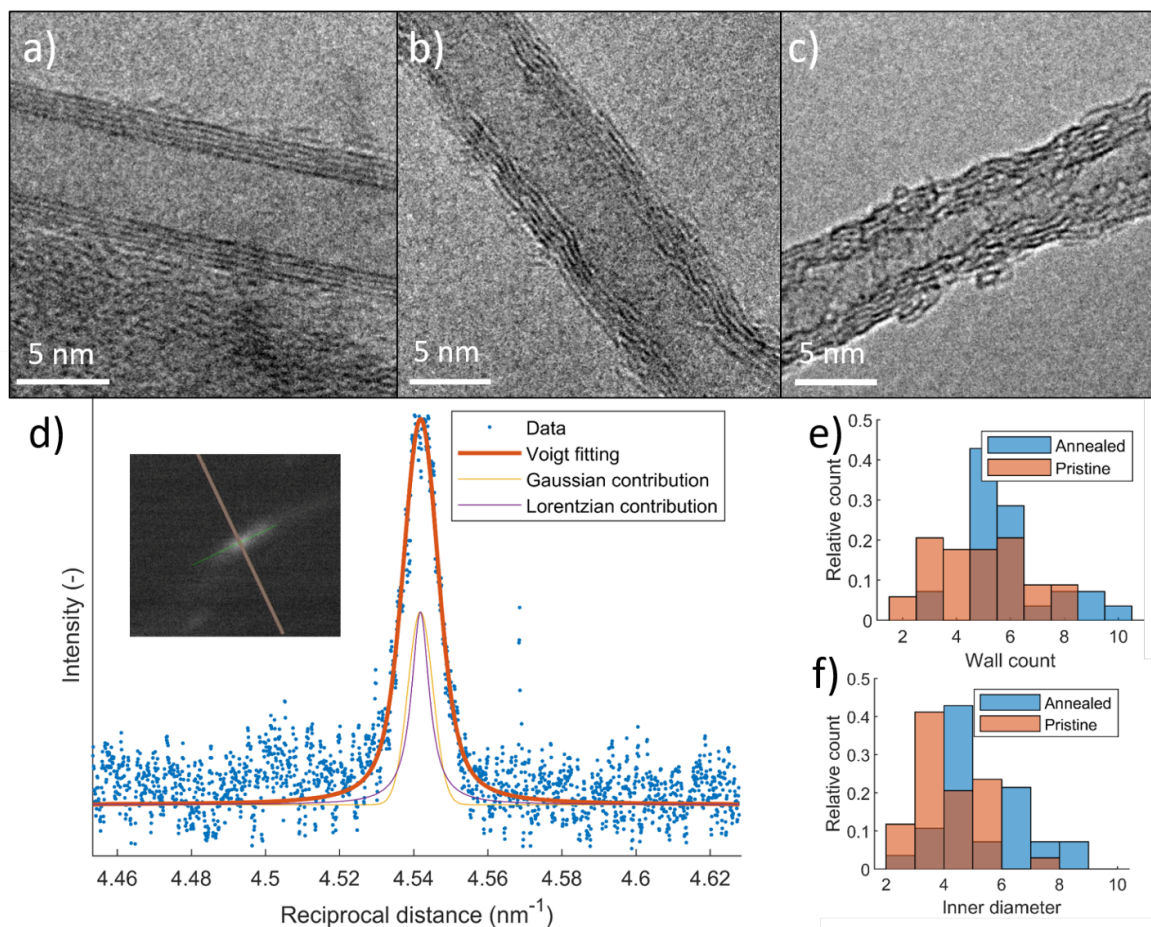 a)
b)
c)
5 nm
5 nm
5 nm
d)
Data
Voigt fitting
Gaussian contribution
Lorentzian contribution
Intensity (-)
4.46 4.48 4.5 4.52 4.54 4.56 4.58 4.6 4.62
Reciprocal distance (nm⁻¹)
e)
Annealed
Pristine
Relative count
0.5
0.4
0.3
0.2
0.1
0
2 4 6 8 10
Wall count
f)
Annealed
Pristine
Relative count
0.5
0.4
0.3
0.2
0.1
0
2 4 6 8 10
Inner diameter